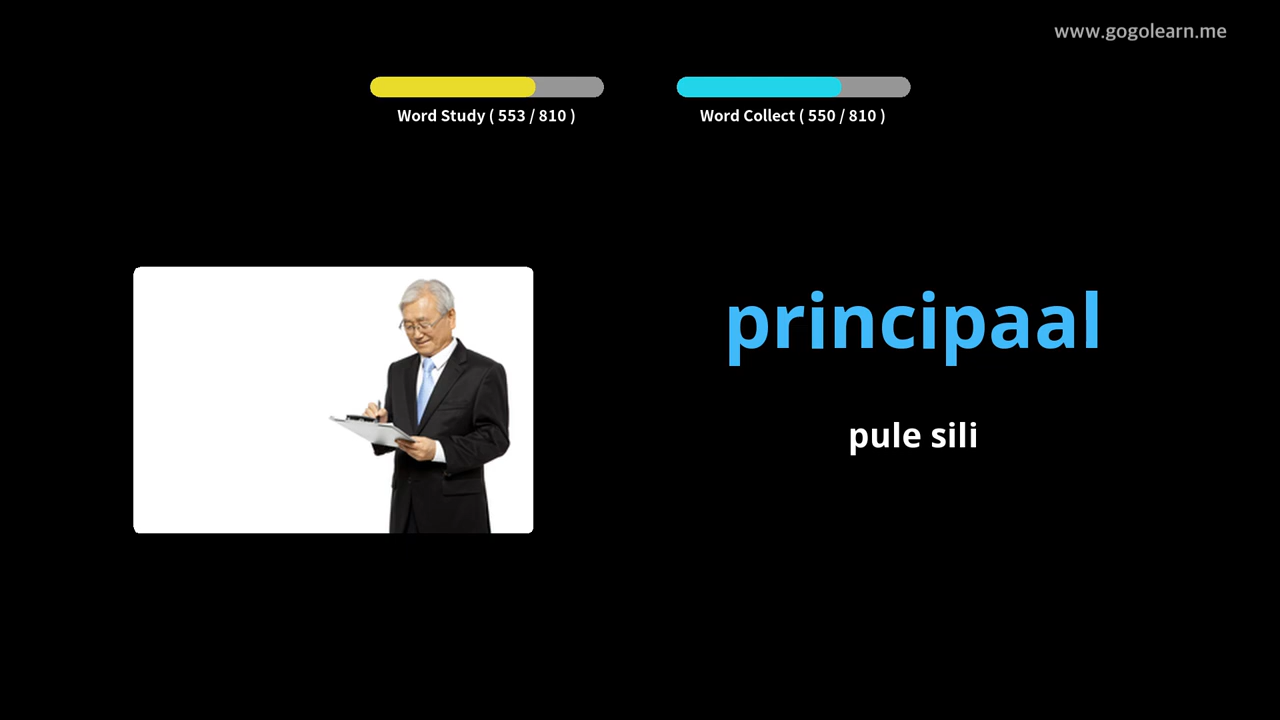 www.gogolearn.me
Word Study ( 553 / 810 )
Word Collect ( 550 / 810 )
principaal
pule sili